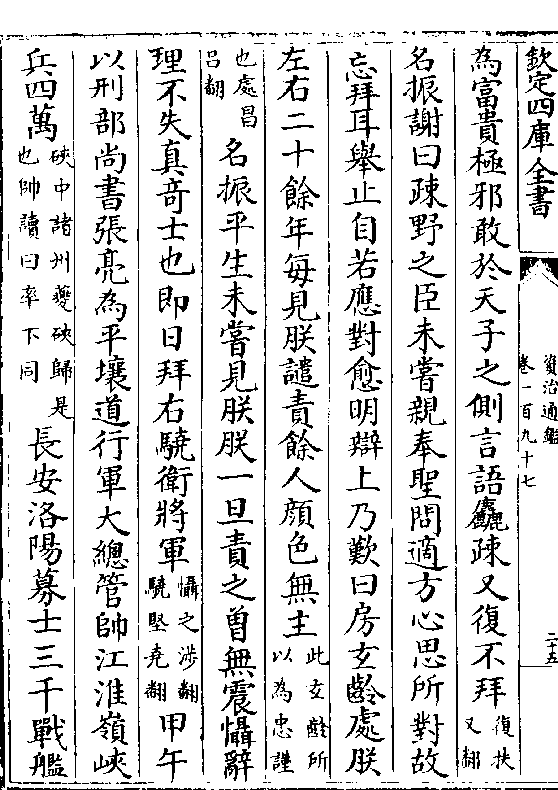 欽定四庫全書
資治通鑑
卷一百九十七
二十五
為富貴極邪敢於天子之側言語麤疎又復不拜復扶又翻
名振謝曰疎野之臣未嘗親奉聖問適方心思所對故
忘拜耳舉止自若應對愈明辯上乃歎曰房玄齡處朕
左右二十餘年每見朕譴責餘人顔色無主此玄齡所以為忠謹
也處昌吕翻名振平生未嘗見朕朕一旦責之曾無震懾辭
理不失真奇士也即日拜右驍衛將軍懾之涉翻驍堅堯翻甲午
以刑部尚書張亮為平壤道行軍大總管帥江淮嶺峽
兵四萬硤中諸州夔硤歸是也帥讀曰率下同長安洛陽募士三千戰艦